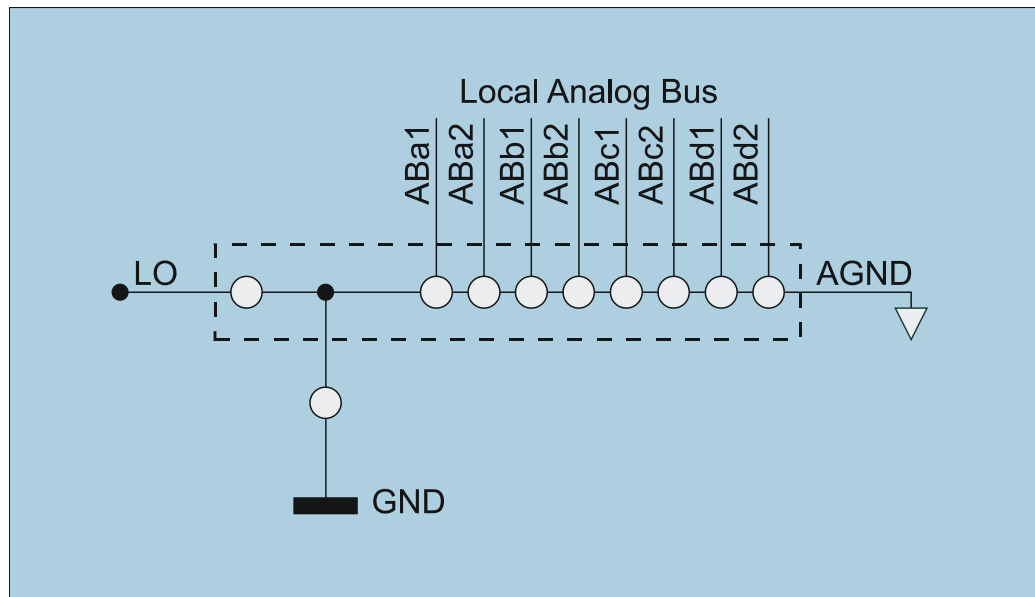 Local Analog Bus
ABa1
ABa2
ABb1
ABb2
ABc1
ABc2
ABd1
ABd2
LO
AGND
GND